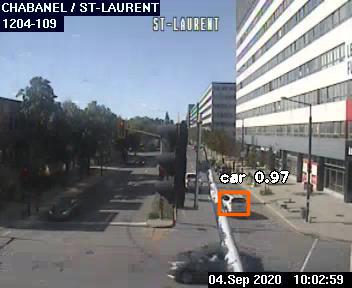 CHABANEL / ST-LAURENT
1204-109
ST-LAURENT
car 0.97
04.Sep 2020 10:02:59